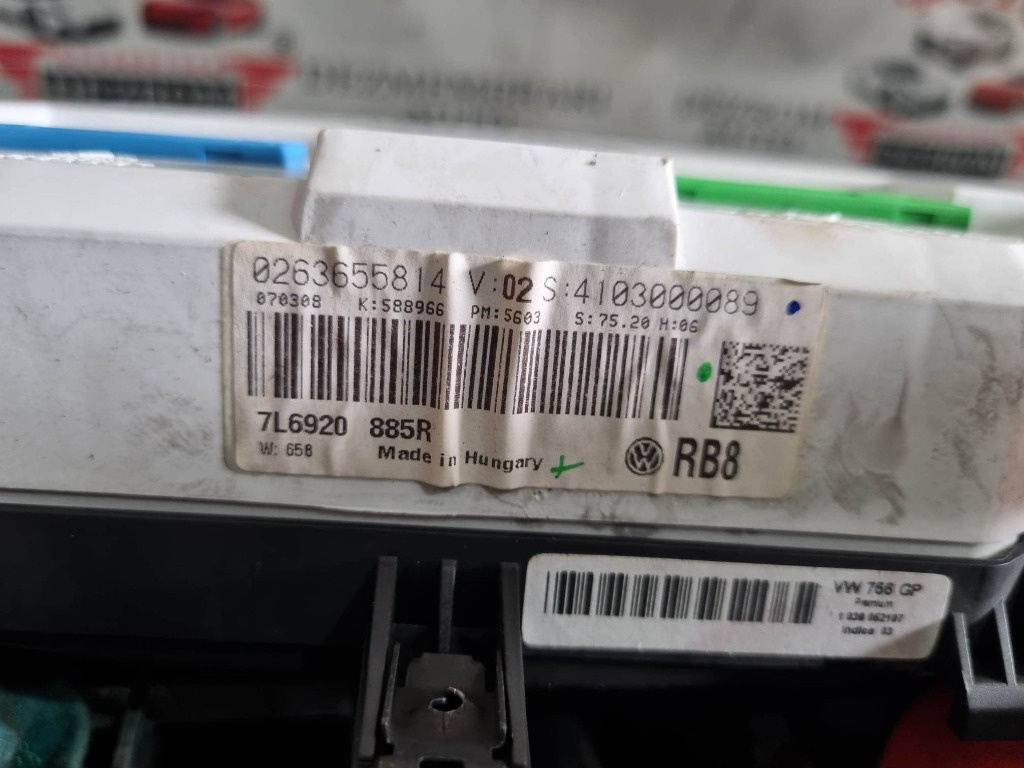 0263655814 V:02 S:4103000089
070308 K:588966 PM:5603 S:75.20 H:06
7L6920 885R
W: 658 Made in Hungary
RB8
VW 756 GP
Premium
Indice 03